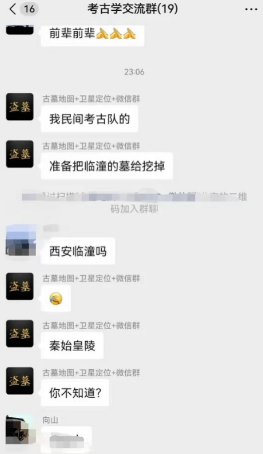 16
考古学交流群(19)
前辈前辈
23:06
古墓地图+卫星定位+微信群
盗墓
我民间考古队的
古墓地图+卫星定位+微信群
盗墓
准备把临潼的墓给挖掉
码加入群聊
西安临潼吗
古墓地图+卫星定位+微信群
盗墓
古墓地图+卫星定位+微信群
盗墓
秦始皇陵
古墓地图+卫星定位+微信群
盗墓
你不知道?
向山